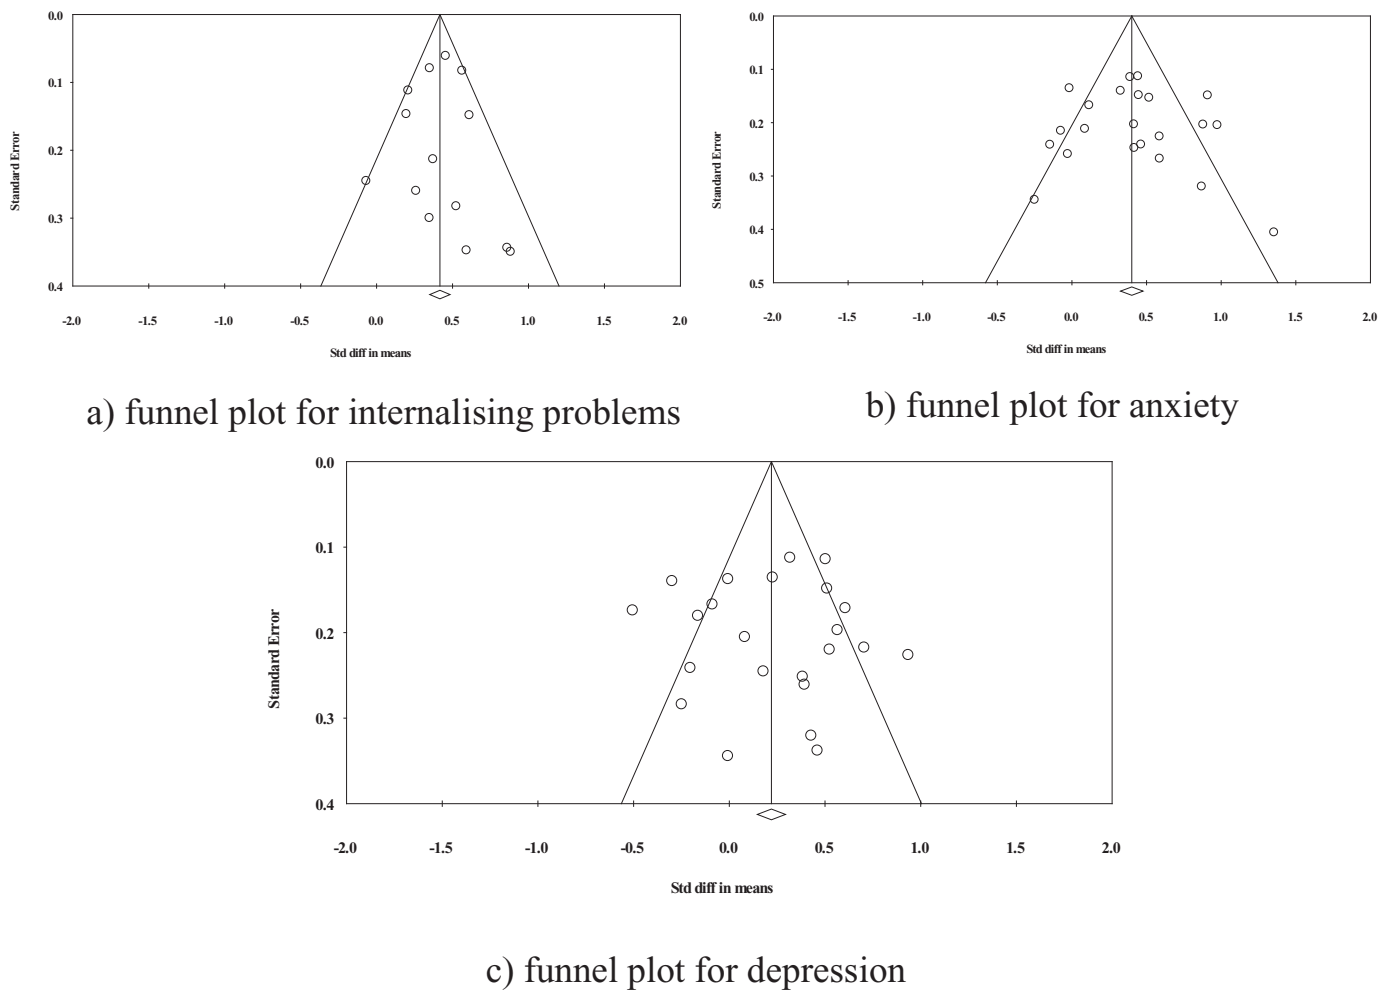 0.0
0.1
0.2
0.3
0.4
Standard Error
-2.0 -1.5 -1.0 -0.5 0.0 0.5 1.0 1.5 2.0
Std diff in means
a) funnel plot for internalising problems
0.0
0.1
0.2
0.3
0.4
0.5
Standard Error
-2.0 -1.5 -1.0 -0.5 0.0 0.5 1.0 1.5 2.0
Std diff in means
b) funnel plot for anxiety
0.0
0.1
0.2
0.3
0.4
Standard Error
-2.0 -1.5 -1.0 -0.5 0.0 0.5 1.0 1.5 2.0
Std diff in means
c) funnel plot for depression